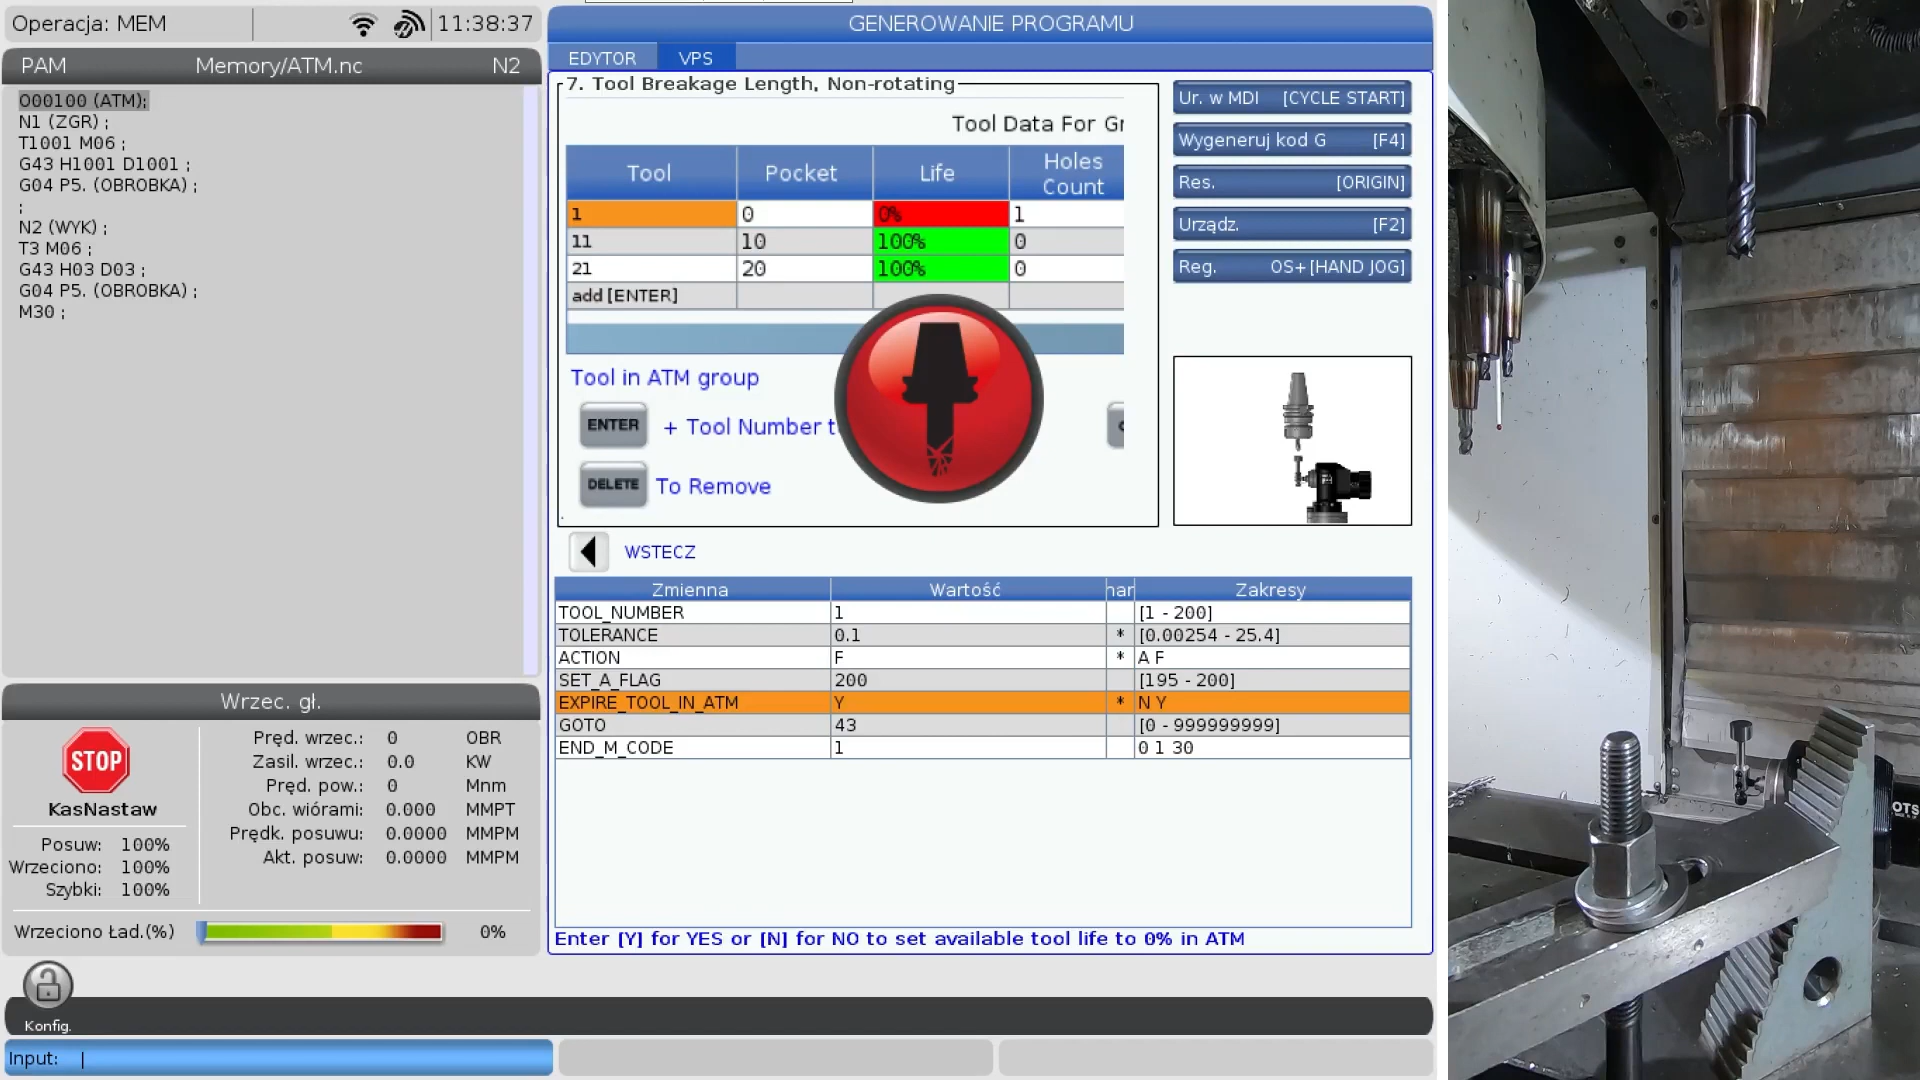 Operacja: MEM
11:38:37
PAM
Memory/ATM.nc
N2
O00100 (ATM);
N1 (ZGR) ;
T1001 M06 ;
G43 H1001 D1001 ;
G04 P5. (OBROBKA) ;
;
N2 (WYK) ;
T3 M06 ;
G43 H03 D03 ;
G04 P5. (OBROBKA) ;
M30 ;
Wrzec. gł.
STOP
KasNastaw
Posuw: 100%
Wrzeciono: 100%
Szybki: 100%
Pręd. wrzec.: 0 OBR
Zasil. wrzec.: 0.0 KW
Pręd. pow.: 0 Mnm
Obc. wiórami: 0.000 MMPT
Prędk. posuwu: 0.0000 MMPM
Akt. posuw: 0.0000 MMPM
Wrzeciono Ład.(%) 0%
Konfig.
Input: |
GENEROWANIE PROGRAMU
EDYTOR
VPS
7. Tool Breakage Length, Non-rotating
Tool Data For Gr
Tool Pocket Life Holes Count
1 0 0% 1
11 10 100% 0
21 20 100% 0
add [ENTER]
Tool in ATM group
ENTER + Tool Number t
DELETE To Remove
WSTECZ
Ur. w MDI [CYCLE START]
Wygeneruj kod G [F4]
Res. [ORIGIN]
Urządz. [F2]
Reg. OS+[HAND JOG]
Zmienna Wartość nar Zakresy
TOOL_NUMBER 1 [1 - 200]
TOLERANCE 0.1 * [0.00254 - 25.4]
ACTION F * A F
SET_A_FLAG 200 [195 - 200]
EXPIRE_TOOL_IN_ATM Y * N Y
GOTO 43 [0 - 999999999]
END_M_CODE 1 0 1 30
Enter [Y] for YES or [N] for NO to set available tool life to 0% in ATM
OTS